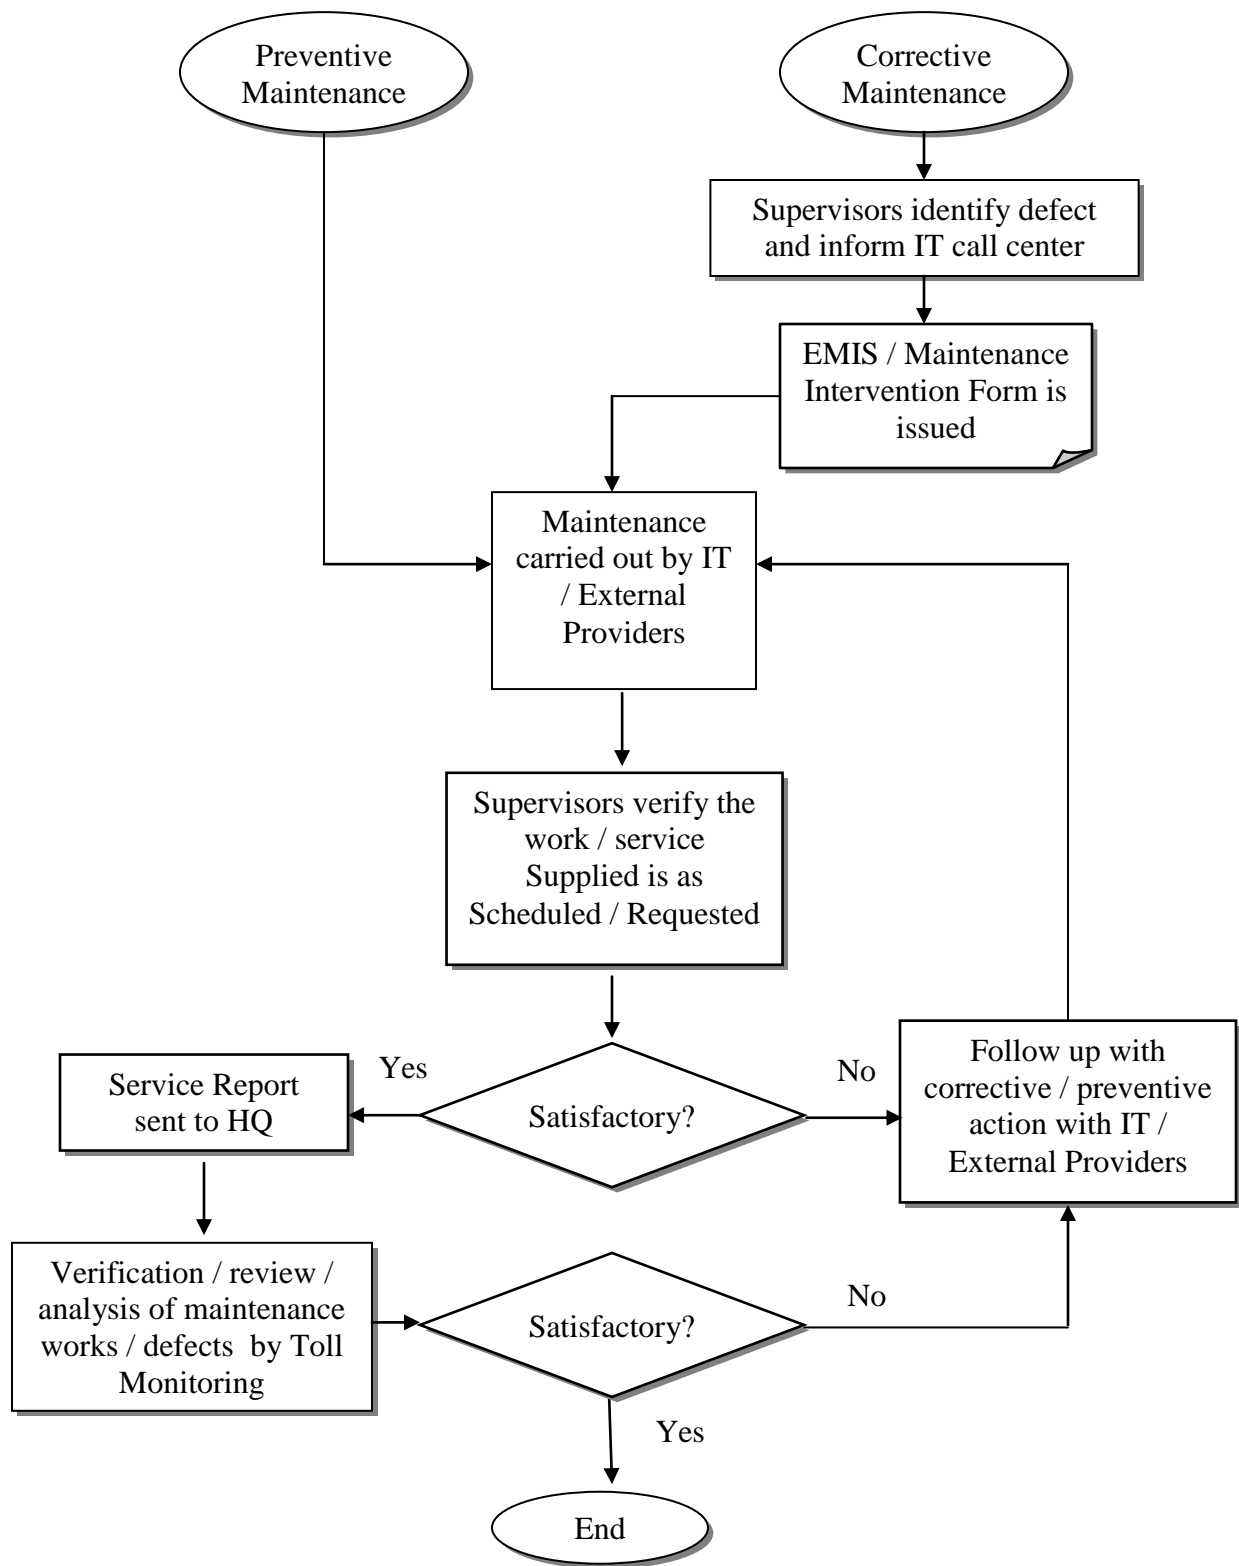 Preventive
Maintenance
Corrective
Maintenance
Supervisors identify defect
and inform IT call center
EMIS / Maintenance
Intervention Form is
issued
Maintenance
carried out by IT
/ External
Providers
Supervisors verify the
work / service
Supplied is as
Scheduled / Requested
Satisfactory?
Yes
No
Service Report
sent to HQ
Follow up with
corrective / preventive
action with IT /
External Providers
Verification / review /
analysis of maintenance
works / defects  by Toll
Monitoring
Satisfactory?
No
Yes
End